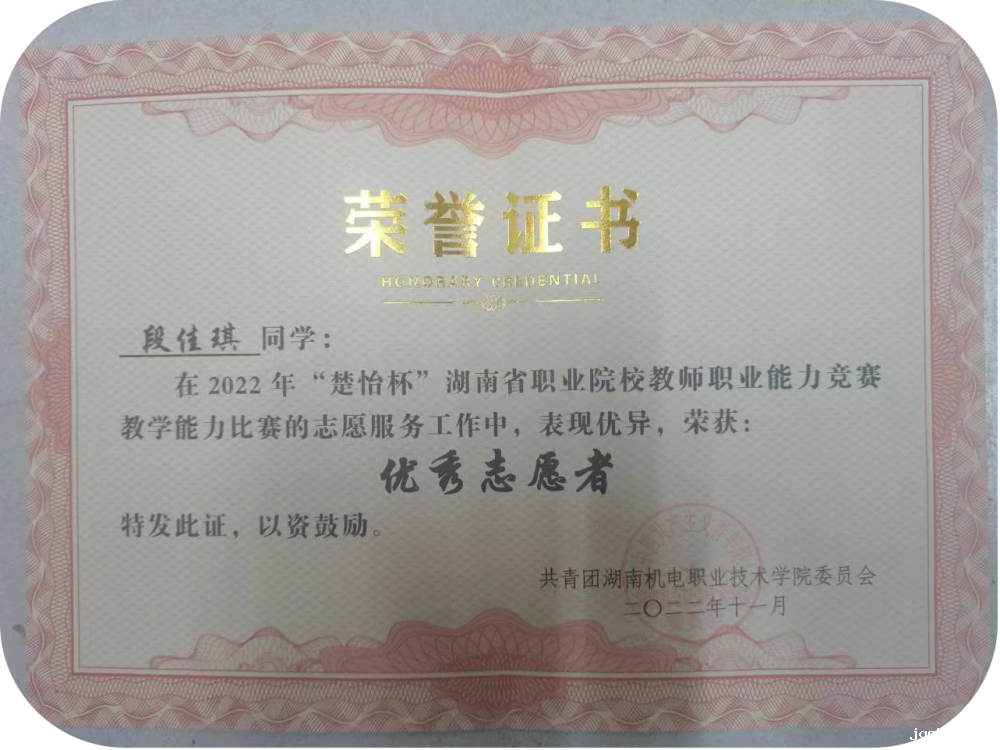 荣誉证书
HONORARY CREDENTIAL
段佳琪 同学：
在 2022 年“楚怡杯”湖南省职业院校教师职业能力竞赛
教学能力比赛的志愿服务工作中，表现优异，荣获：
优秀志愿者
特发此证，以资鼓励。
共青团湖南机电职业技术学院委员会
二〇二二年十一月